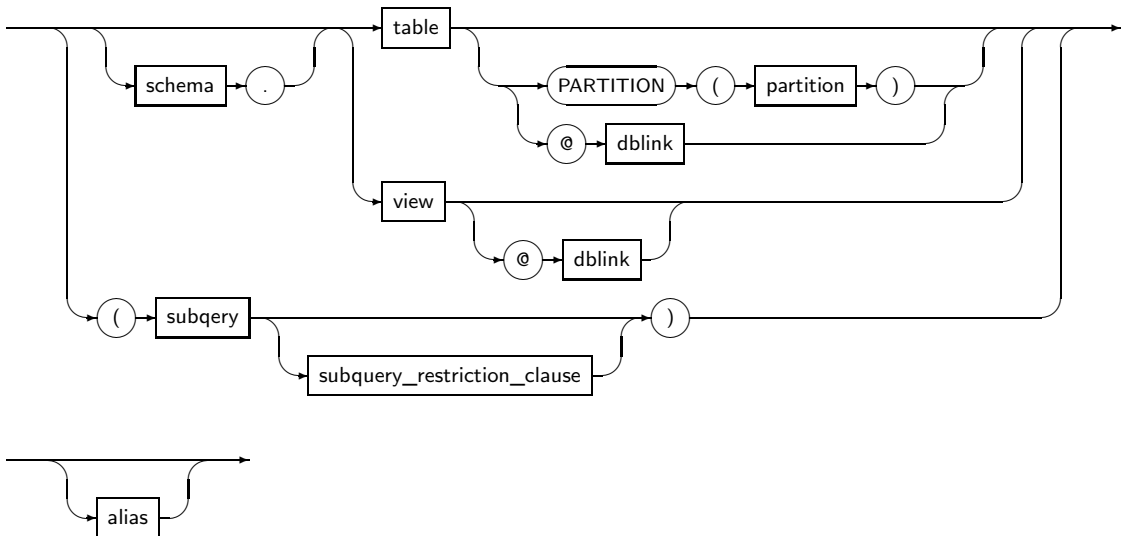 table
schema .
PARTITION ( partition )
@ dblink
view
@ dblink
( subqery )
subquery_restriction_clause
alias